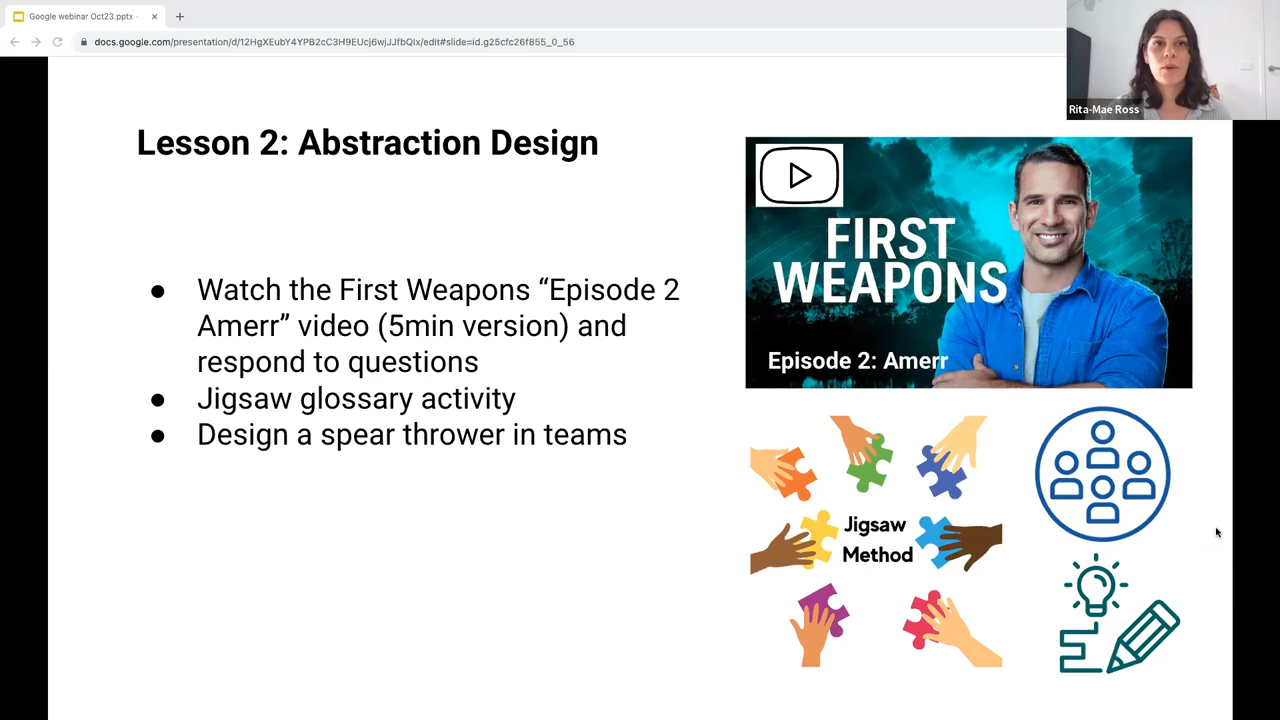 Google webinar Oct23.pptx -
docs.google.com/presentation/d/12HgXEubY4YPB2cC3H9EUcj6wjJJfbQIx/edit#slide=id.g25cfc26f855_0_56
Rita-Mae Ross
Lesson 2: Abstraction Design
● Watch the First Weapons “Episode 2
Amerr” video (5min version) and
respond to questions
● Jigsaw glossary activity
● Design a spear thrower in teams
FIRST
WEAPONS
Episode 2: Amerr
Jigsaw
Method